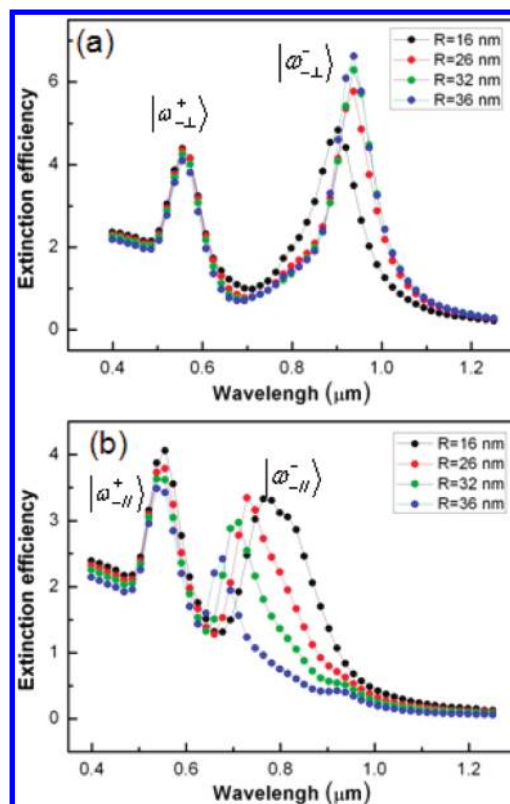 (a)
|ω⁻₋⊥⟩
|ω⁺₋⊥⟩
R=16 nm
R=26 nm
R=32 nm
R=36 nm
Extinction efficiency
6
4
2
0
0.4 0.6 0.8 1.0 1.2
Wavelengh (μm)
(b)
|ω⁺₋//⟩
|ω⁻₋//⟩
R=16 nm
R=26 nm
R=32 nm
R=36 nm
Extinction efficiency
4
3
2
1
0
0.4 0.6 0.8 1.0 1.2
Wavelengh (μm)